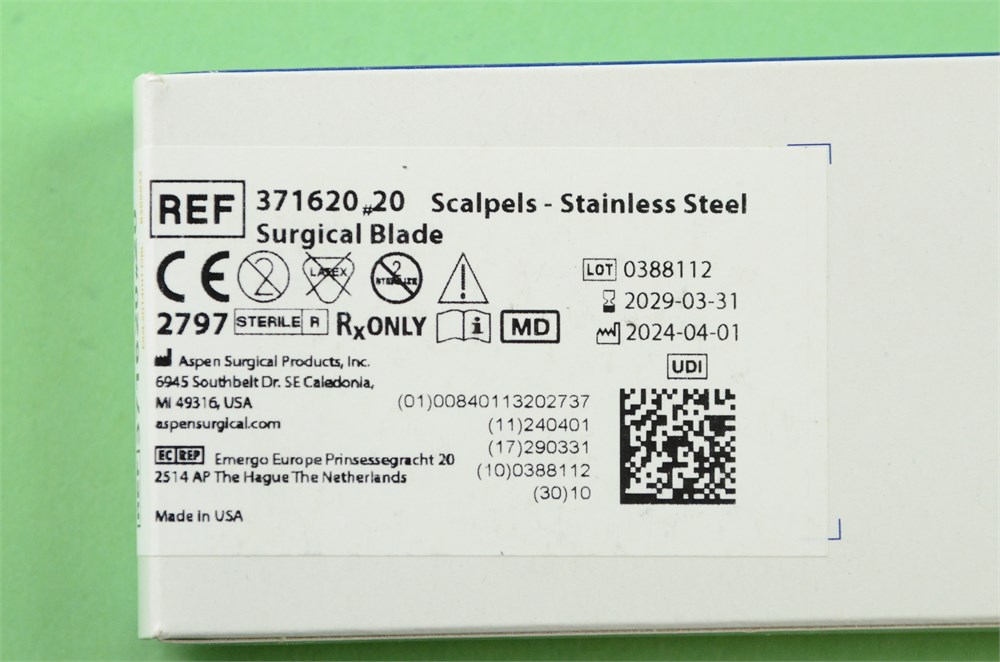 REF 371620 #20 Scalpels - Stainless Steel
Surgical Blade
CE 2 LATEX 2 STERILIZE
LOT 0388112
2029-03-31
2797 STERILE R RX ONLY i MD
2024-04-01
UDI
Aspen Surgical Products, Inc.
6945 Southbelt Dr. SE Caledonia,
MI 49316, USA
aspensurgical.com
EC REP Emergo Europe Prinsessegracht 20
2514 AP The Hague The Netherlands
Made in USA
(01)00840113202737
(11)240401
(17)290331
(10)0388112
(30)10